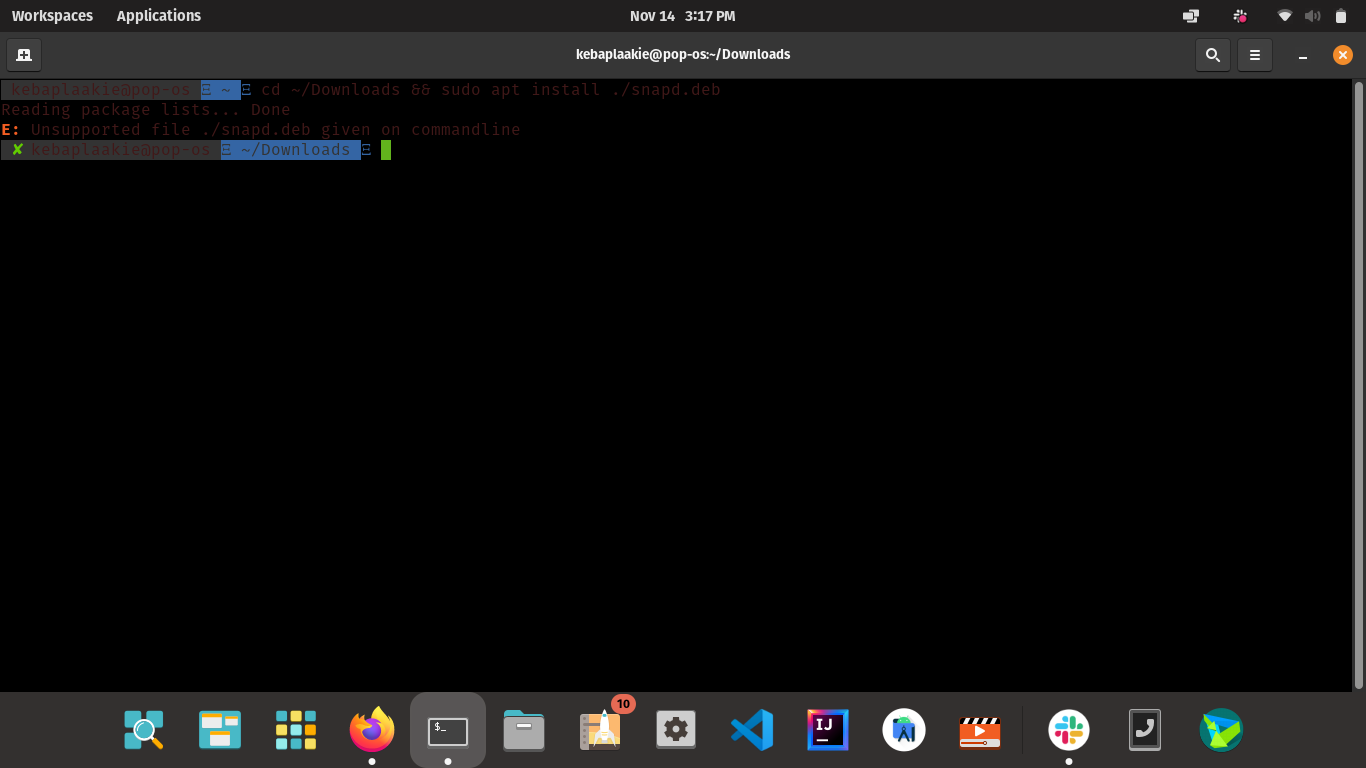 Workspaces Applications Nov 14 3:17 PM
kebaplaakie@pop-os:~/Downloads
kebaplaakie@pop-os Ξ ~ Ξ cd ~/Downloads && sudo apt install ./snapd.deb
Reading package lists... Done
E: Unsupported file ./snapd.deb given on commandline
✘ kebaplaakie@pop-os Ξ ~/Downloads Ξ
10
$_
IJ